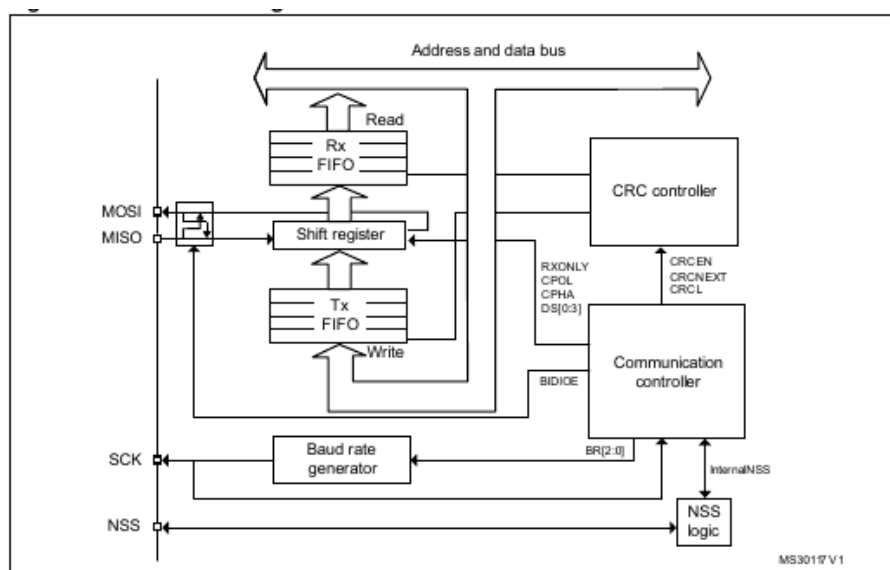 Address and data bus
Read
Rx
FIFO
CRC controller
MOSI
MISO
Shift register
RXONLY
CPOL
CPHA
DS[0:3]
CRCEN
CRCNEXT
CRCL
Tx
FIFO
Write
Communication
controller
BIDIOE
SCK
Baud rate
generator
BR[2:0]
InternalNSS
NSS
NSS
logic
MS30117V1